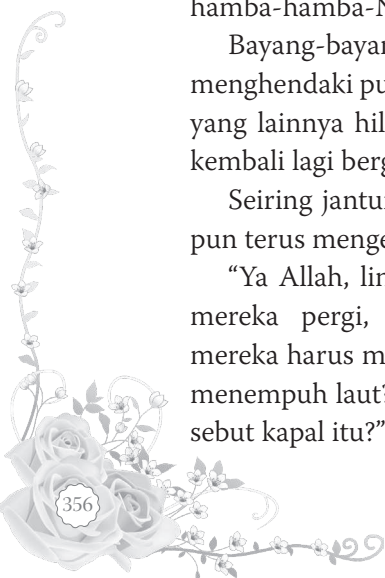 hamba-hamba-N
Bayang-bayan
menghendaki pu
yang lainnya hil
kembali lagi berg
Seiring jantu
pun terus menge
“Ya Allah, lin
mereka pergi,
mereka harus m
menempuh laut?
sebut kapal itu?”
356